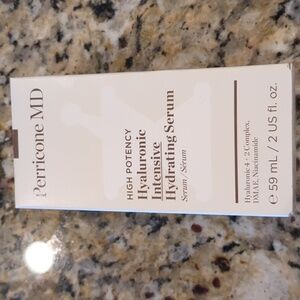 Perricone MD
HIGH POTENCY
Hyaluronic
Intensive
Hydrating Serum
Serum / Sérum
Hyaluronic 4 + 2 Complex,
DMAE, Niacinamide
℮ 59 mL / 2 US fl. oz.